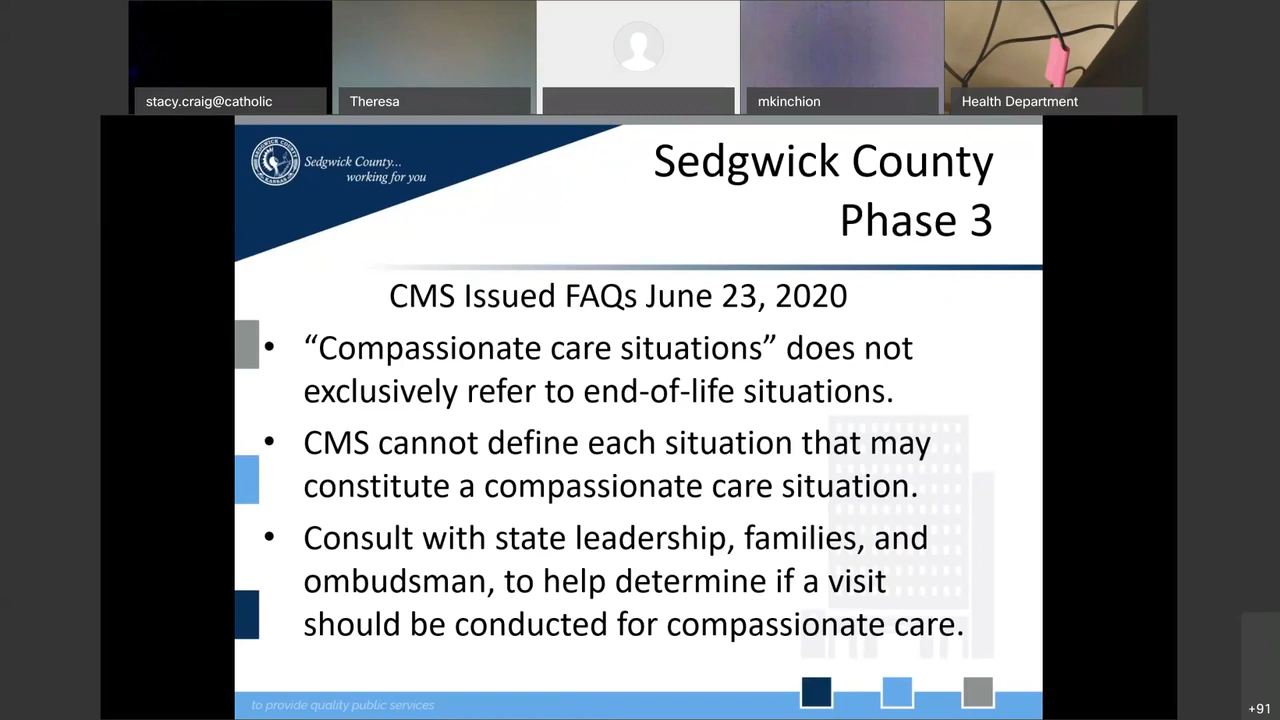 stacy.craig@catholic
Theresa
mkinchion
Health Department
Sedgwick County...
working for you
Sedgwick County
Phase 3
CMS Issued FAQs June 23, 2020
• “Compassionate care situations” does not
exclusively refer to end-of-life situations.
• CMS cannot define each situation that may
constitute a compassionate care situation.
• Consult with state leadership, families, and
ombudsman, to help determine if a visit
should be conducted for compassionate care.
to provide quality public services
+91